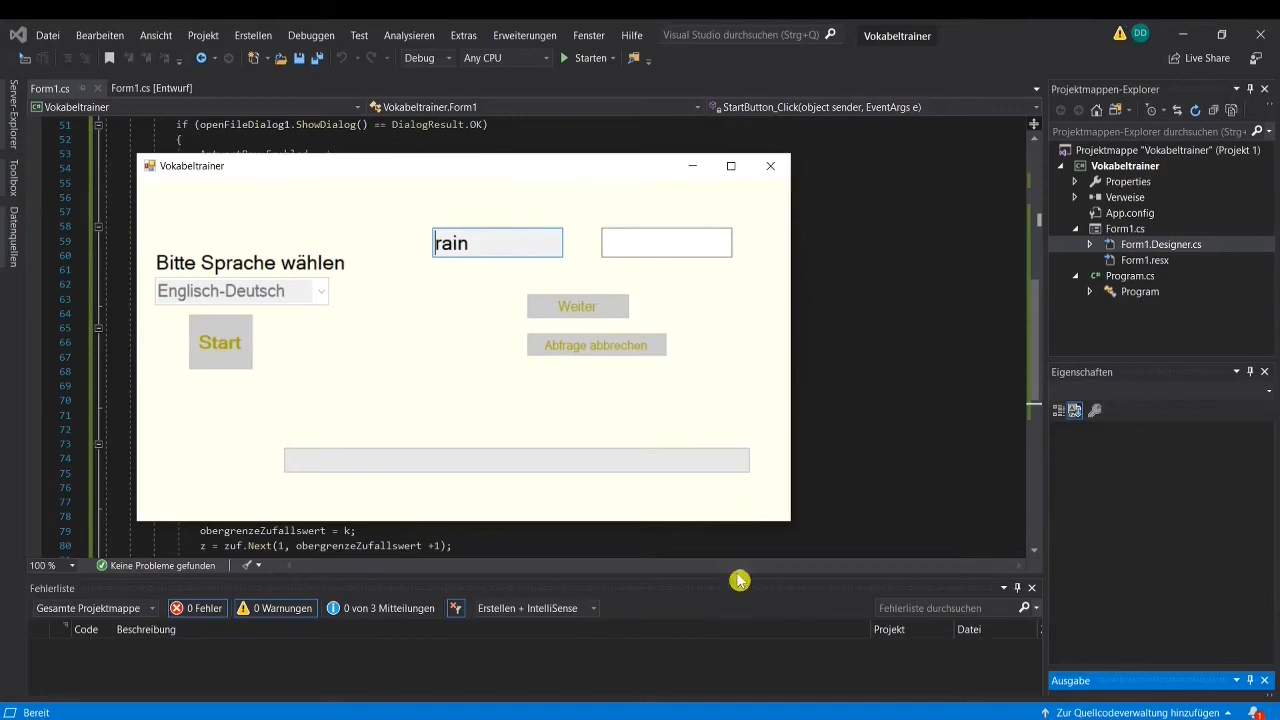 Datei Bearbeiten Ansicht Projekt Erstellen Debuggen Test Analysieren Extras Erweiterungen Fenster Hilfe Visual Studio durchsuchen (Strg+Q) Vokabeltrainer DD
Debug Any CPU Starten Live Share
Form1.cs Form1.cs [Entwurf]
Vokabeltrainer Vokabeltrainer.Form1 StartButton_Click(object sender, EventArgs e)
Server-Explorer
Toolbox
Datenquellen
51 if (openFileDialog1.ShowDialog() == DialogResult.OK)
52 {
53
54
55
56
57
58
59
60
61
62
63
64
65
66
67
68
69
70
71
72
73
74
75
76
77
78
79 obergrenzeZufallswert = k;
80 z = zuf.Next(1, obergrenzeZufallswert +1);
Vokabeltrainer
rain
Bitte Sprache wählen
Englisch-Deutsch
Weiter
Start
Abfrage abbrechen
100 % Keine Probleme gefunden
Fehlerliste
Gesamte Projektmappe 0 Fehler 0 Warnungen 0 von 3 Mitteilungen Erstellen + IntelliSense Fehlerliste durchsuchen
Code Beschreibung Projekt Datei
Projektmappen-Explorer
Projektmappen-Explorer durchsuchen (Strg+
Projektmappe "Vokabeltrainer" (Projekt 1)
Vokabeltrainer
Properties
Verweise
App.config
Form1.cs
Form1.Designer.cs
Form1.resx
Program.cs
Program
Eigenschaften
Ausgabe
Bereit Zur Quellcodeverwaltung hinzufügen 1